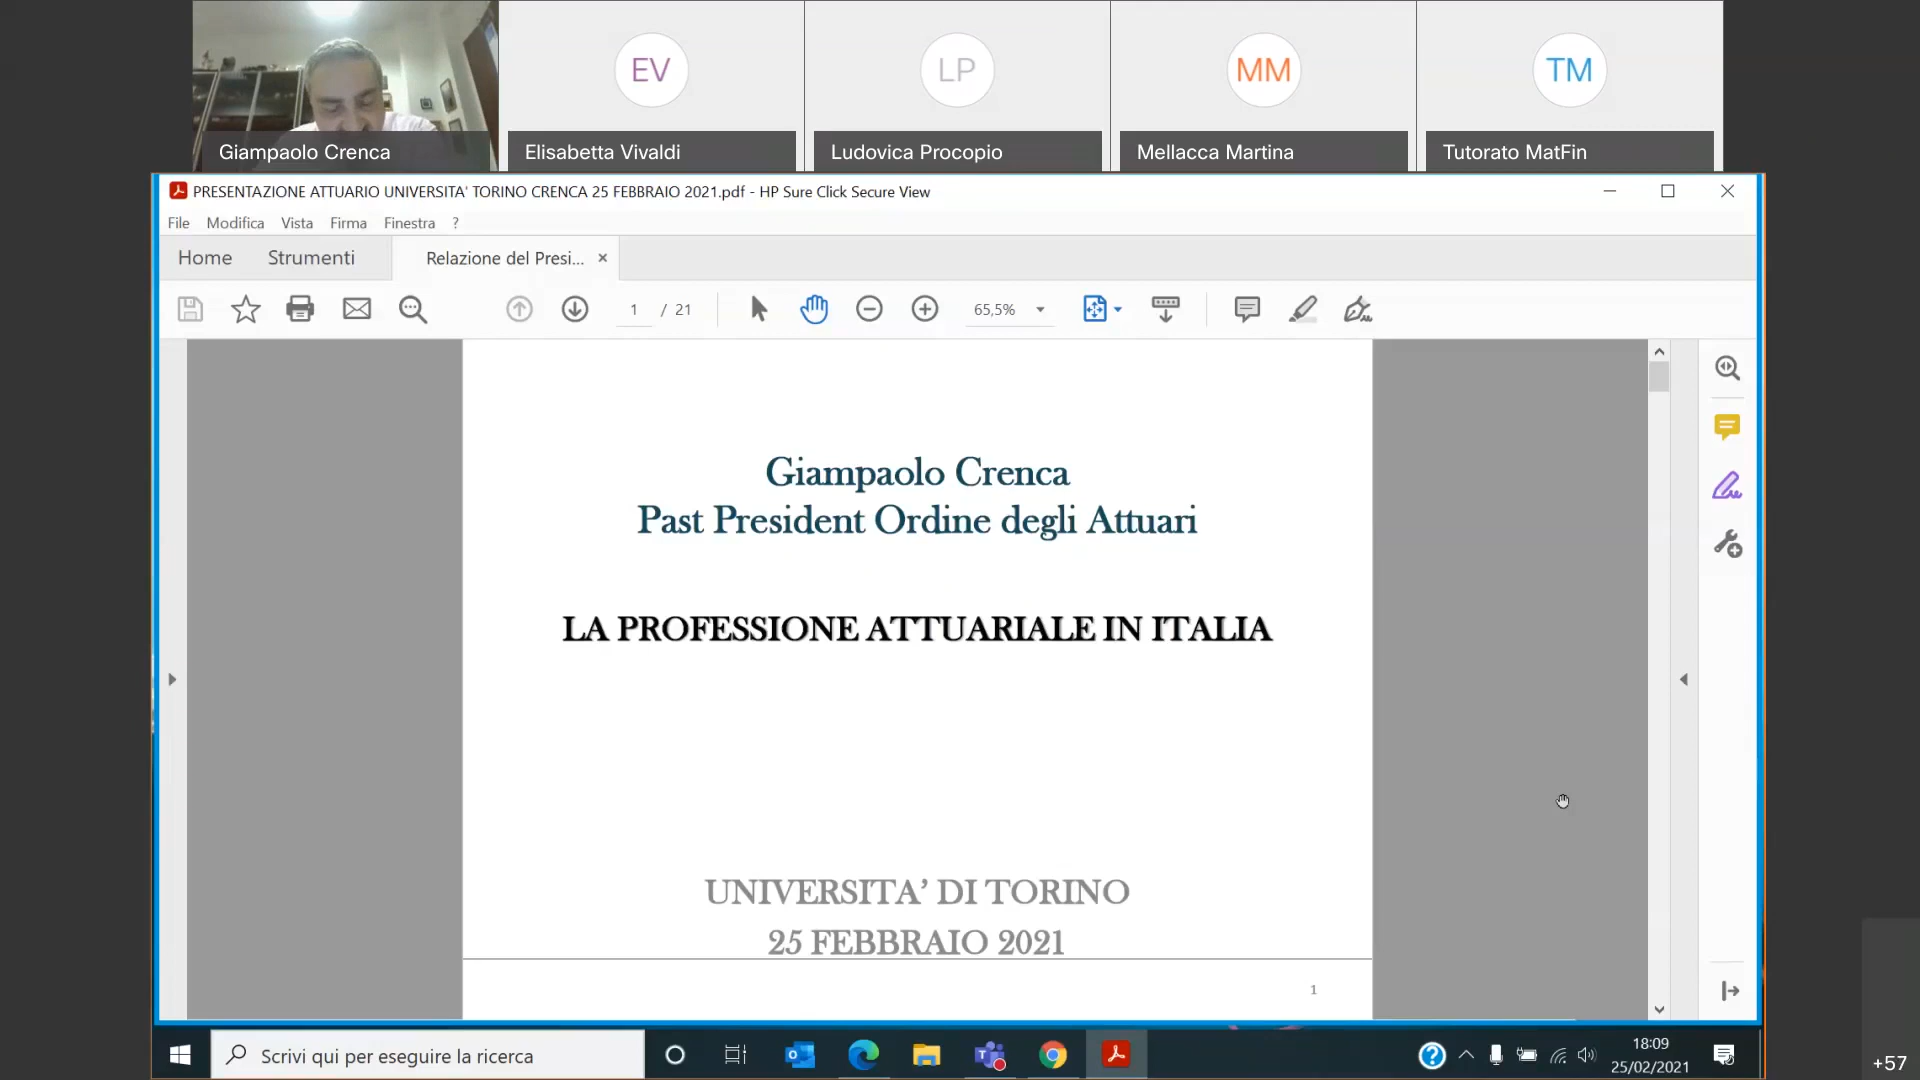 EV
LP
MM
TM
Giampaolo Crenca
Elisabetta Vivaldi
Ludovica Procopio
Mellacca Martina
Tutorato MatFin
PRESENTAZIONE ATTUARIO UNIVERSITA' TORINO CRENCA 25 FEBBRAIO 2021.pdf - HP Sure Click Secure View
File Modifica Vista Firma Finestra ?
Home Strumenti Relazione del Presi... ×
1 / 21 65,5%
Giampaolo Crenca
Past President Ordine degli Attuari
LA PROFESSIONE ATTUARIALE IN ITALIA
UNIVERSITA’ DI TORINO
25 FEBBRAIO 2021
1
Scrivi qui per eseguire la ricerca
18:09
25/02/2021
+57